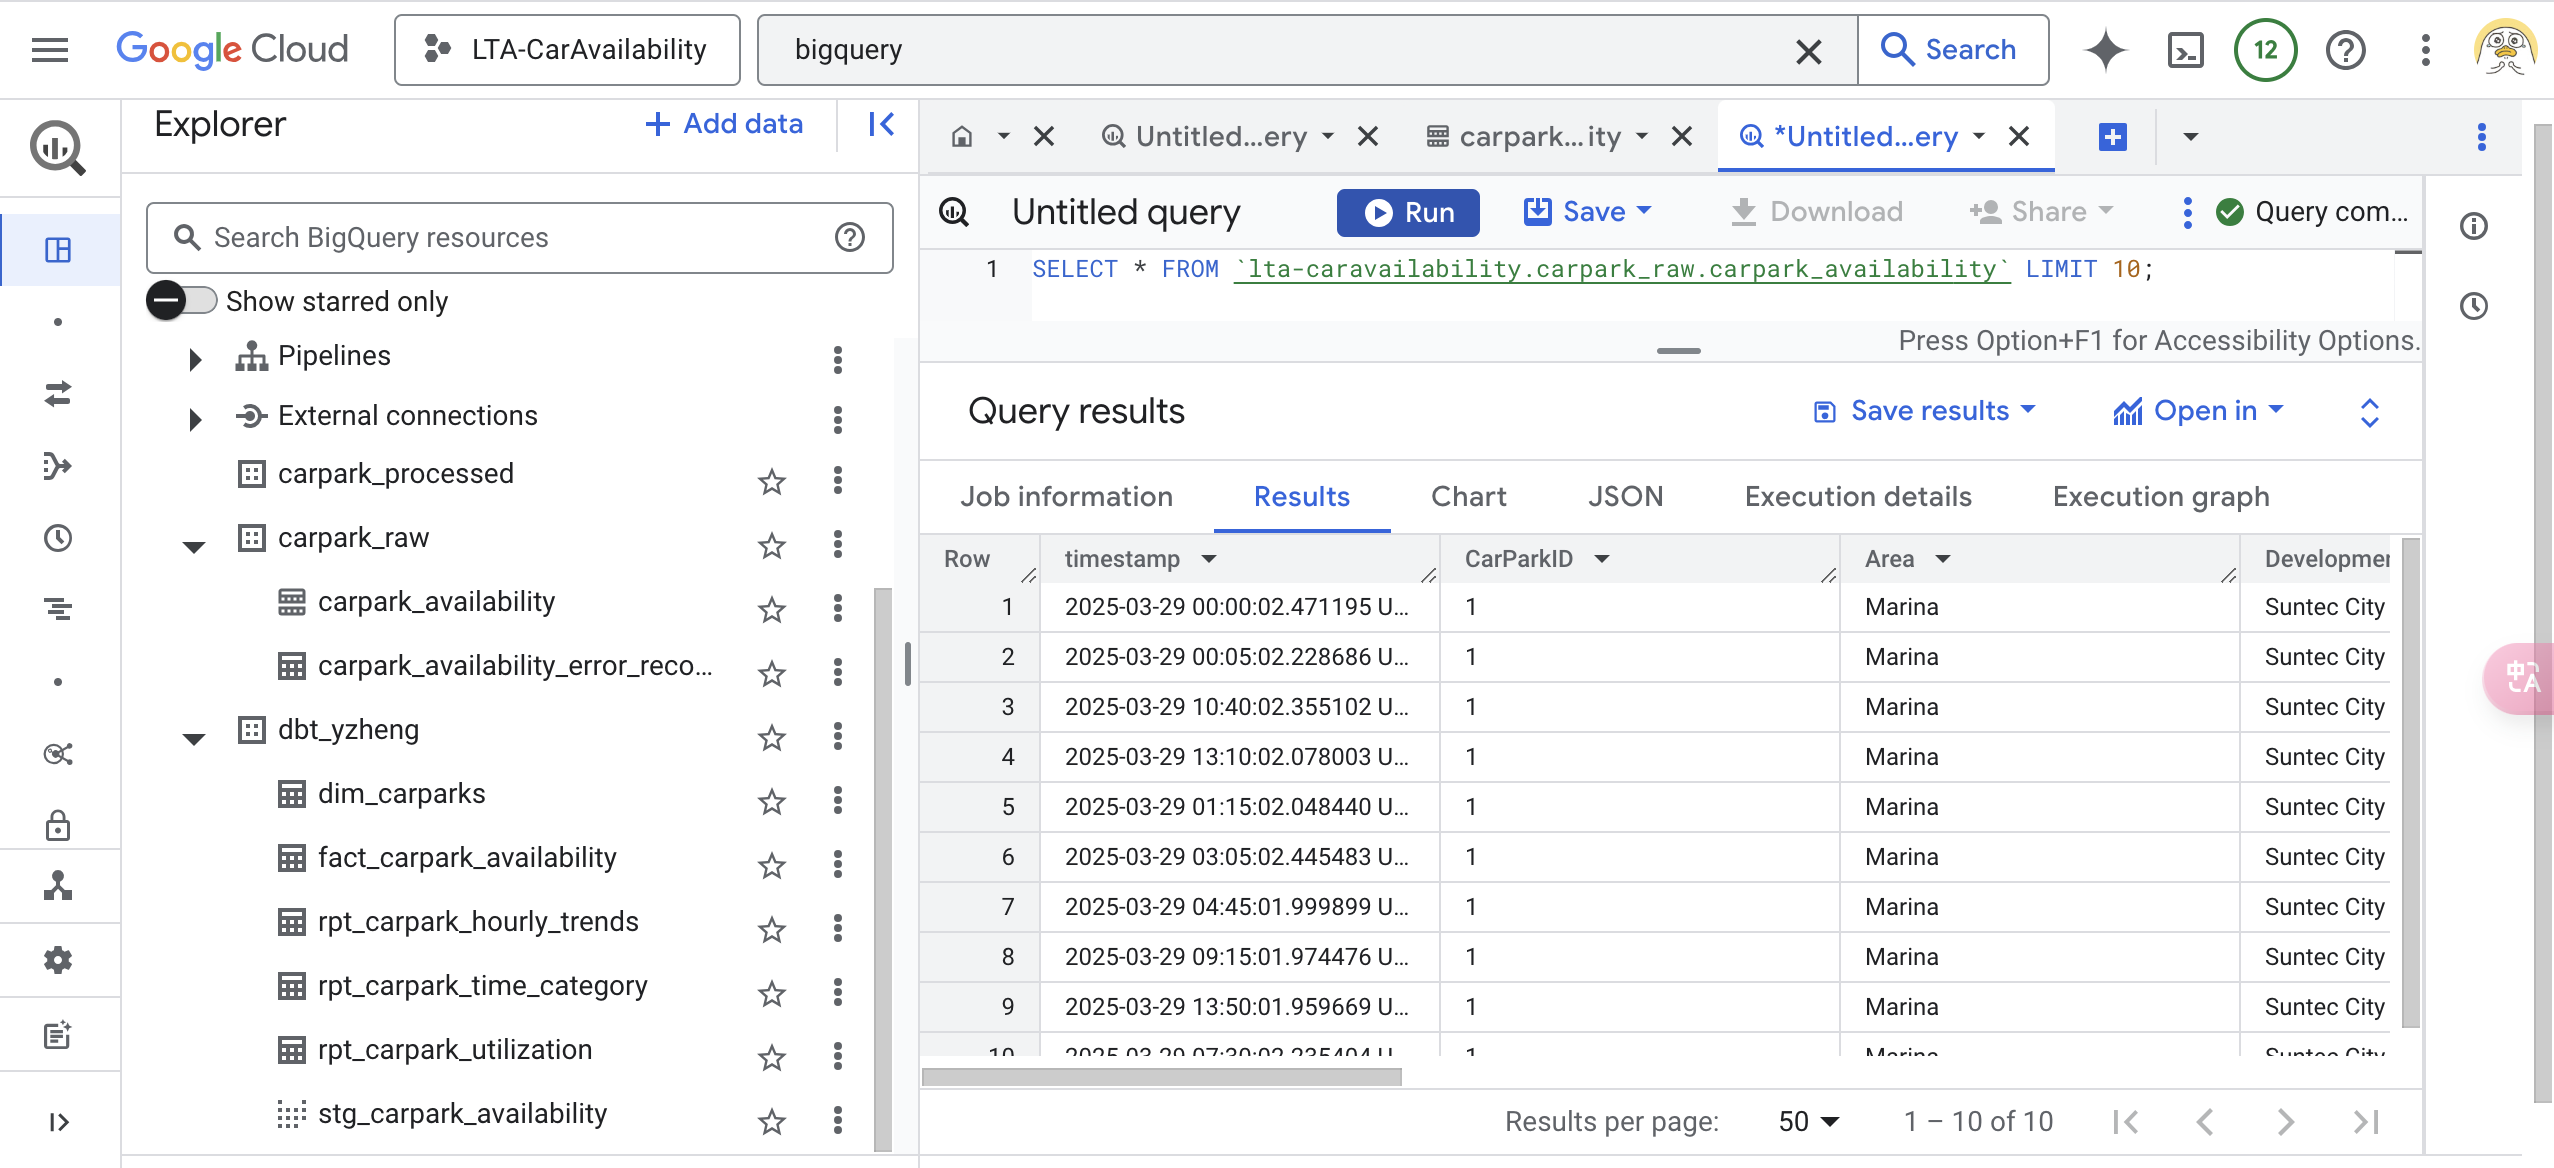 Google Cloud
LTA-CarAvailability
bigquery
Search
12
Explorer
Add data
Untitled...ery
carpark...ity
*Untitled...ery
Search BigQuery resources
Show starred only
Pipelines
External connections
carpark_processed
carpark_raw
carpark_availability
carpark_availability_error_reco...
dbt_yzheng
dim_carparks
fact_carpark_availability
rpt_carpark_hourly_trends
rpt_carpark_time_category
rpt_carpark_utilization
stg_carpark_availability
Untitled query
Run
Save
Download
Share
Query com...
1 SELECT * FROM `lta-caravailability.carpark_raw.carpark_availability` LIMIT 10;
Press Option+F1 for Accessibility Options.
Query results
Save results
Open in
Job information Results Chart JSON Execution details Execution graph
Row timestamp CarParkID Area Developmen
1 2025-03-29 00:00:02.471195 U... 1 Marina Suntec City
2 2025-03-29 00:05:02.228686 U... 1 Marina Suntec City
3 2025-03-29 10:40:02.355102 U... 1 Marina Suntec City
4 2025-03-29 13:10:02.078003 U... 1 Marina Suntec City
5 2025-03-29 01:15:02.048440 U... 1 Marina Suntec City
6 2025-03-29 03:05:02.445483 U... 1 Marina Suntec City
7 2025-03-29 04:45:01.999899 U... 1 Marina Suntec City
8 2025-03-29 09:15:01.974476 U... 1 Marina Suntec City
9 2025-03-29 13:50:01.959669 U... 1 Marina Suntec City
10 2025-03-29 07:30:02.235404 U... 1 Marina Suntec City
Results per page: 50 1 – 10 of 10
中A